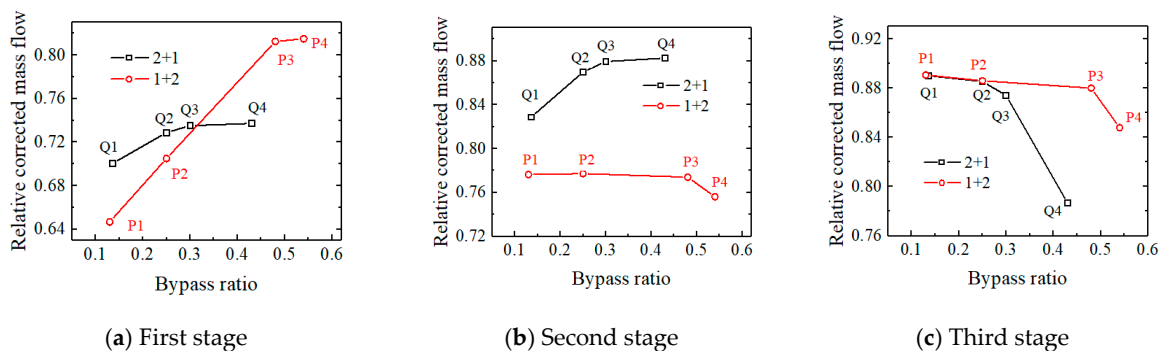 Relative corrected mass flow
0.80
0.76
0.72
0.68
0.64
2+1
1+2
Q1
Q2
Q3
Q4
P1
P2
P3
P4
0.1 0.2 0.3 0.4 0.5 0.6
Bypass ratio
(a) First stage
Relative corrected mass flow
0.88
0.84
0.80
0.76
0.72
Q1
Q2
Q3
Q4
2+1
1+2
P1
P2
P3
P4
0.1 0.2 0.3 0.4 0.5 0.6
Bypass ratio
(b) Second stage
Relative corrected mass flow
0.92
0.88
0.84
0.80
0.76
P1
P2
P3
P4
Q1
Q2
Q3
Q4
2+1
1+2
0.1 0.2 0.3 0.4 0.5 0.6
Bypass ratio
(c) Third stage